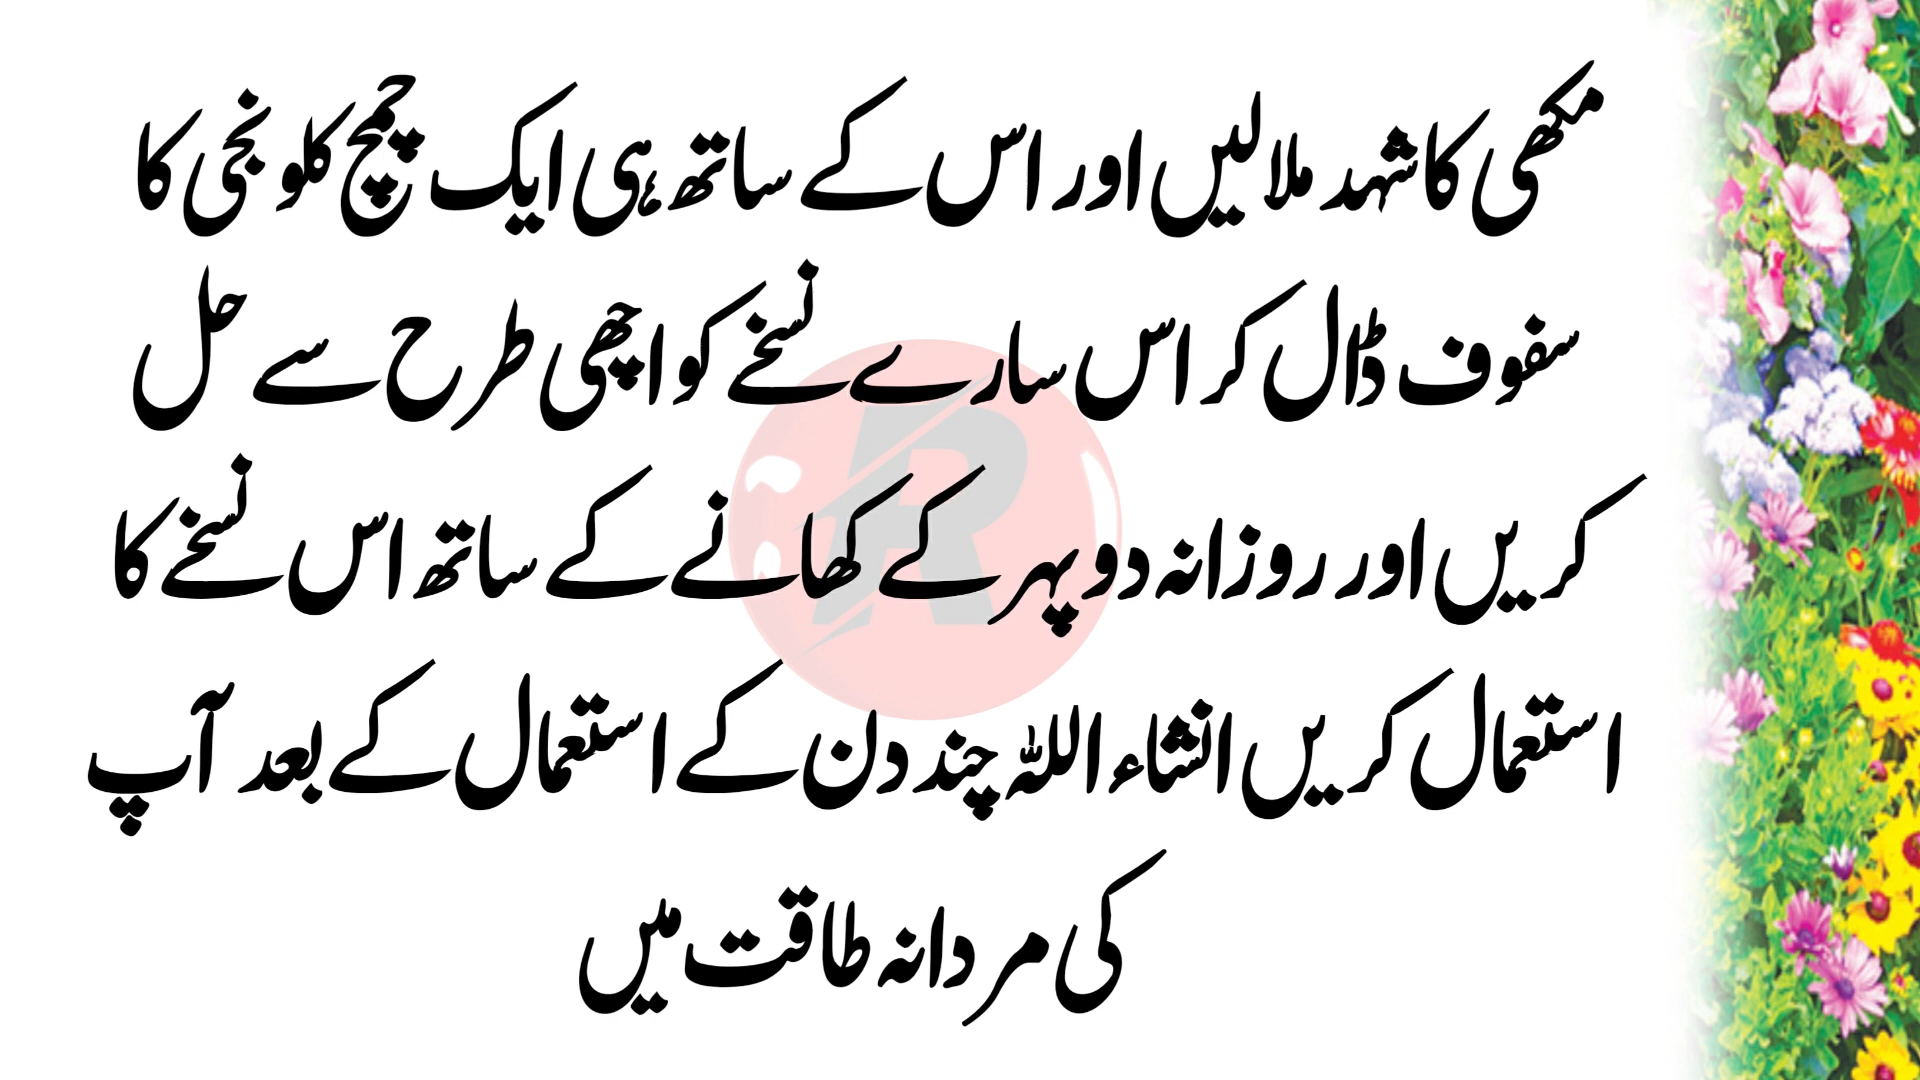 مکھی کا شہد ملا لیں اور اس کے ساتھ ہی ایک چمچ کلونجی کا
سفوف ڈال کر اس سارے نسخے کو اچھی طرح سے حل
کریں اور روزانہ دوپہر کے کھانے کے ساتھ اس نسخے کا
استعمال کریں انشاء اللہ چند دن کے استعمال کے بعد آپ
کی مردانہ طاقت میں